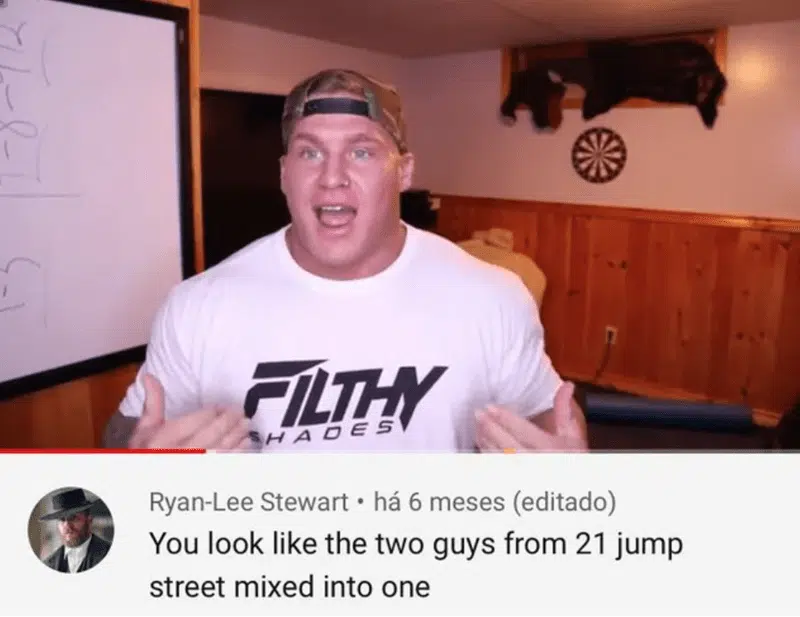 FILTHY
SHADES
Ryan-Lee Stewart • há 6 meses (editado)
You look like the two guys from 21 jump
street mixed into one